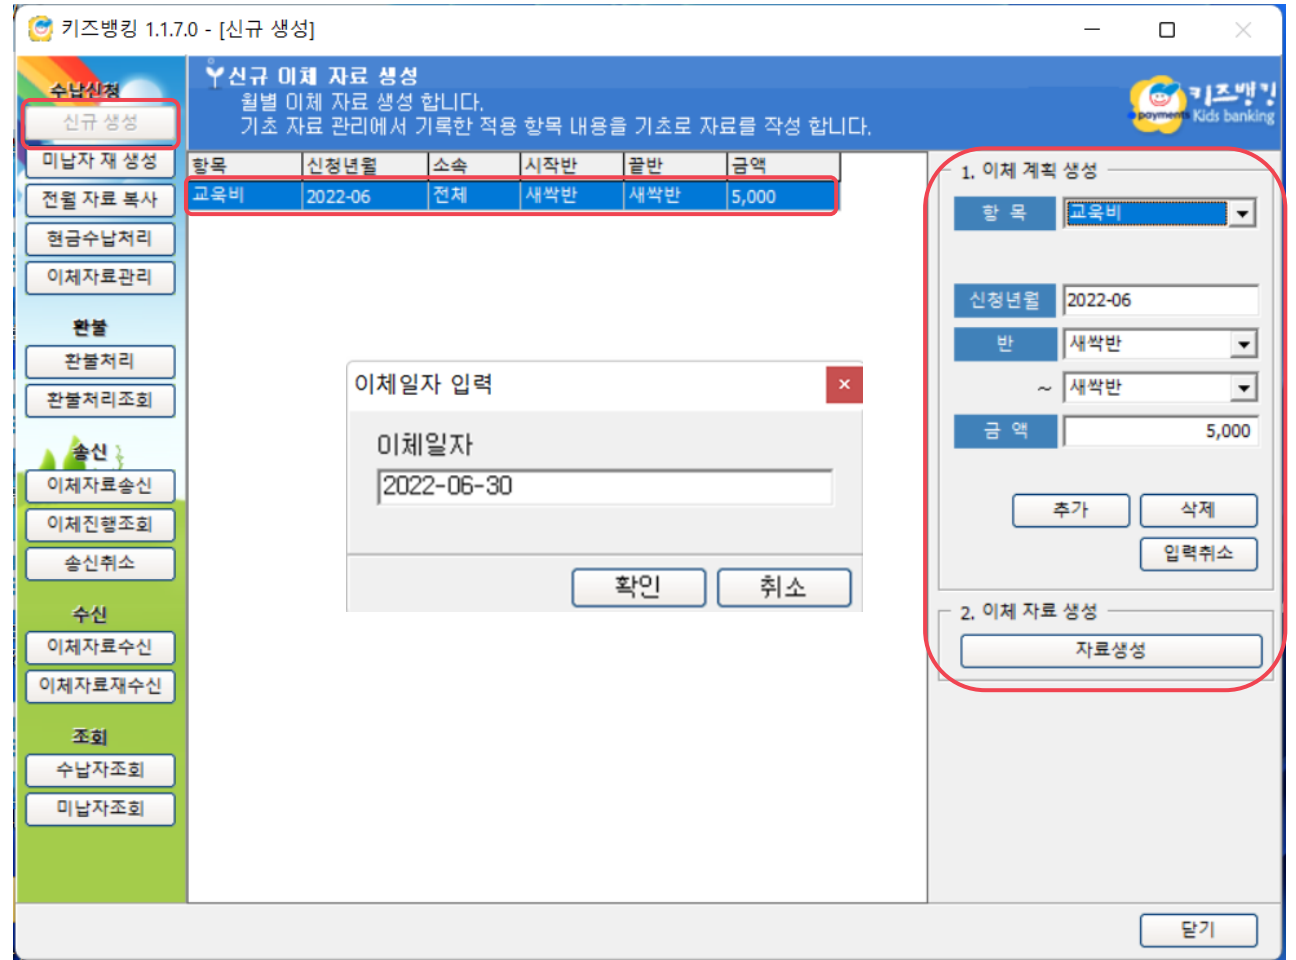 키즈뱅킹 1.1.7.0 - [신규 생성]
수납신청
신규 생성
미납자 재 생성
전월 자료 복사
현금수납처리
이체자료관리
환불
환불처리
환불처리조회
송신
이체자료송신
이체진행조회
송신취소
수신
이체자료수신
이체자료재수신
조회
수납자조회
미납자조회
신규 이체 자료 생성
월별 이체 자료 생성 합니다.
기초 자료 관리에서 기록한 적용 항목 내용을 기초로 자료를 작성 합니다.
키즈뱅킹
payments Kids banking
항목 신청년월 소속 시작반 끝반 금액
교육비 2022-06 전체 새싹반 새싹반 5,000
이체일자 입력
이체일자
2022-06-30
확인 취소
1. 이체 계획 생성
항 목 교육비
신청년월 2022-06
반 새싹반
~ 새싹반
금 액 5,000
추가 삭제
입력취소
2. 이체 자료 생성
자료생성
닫기